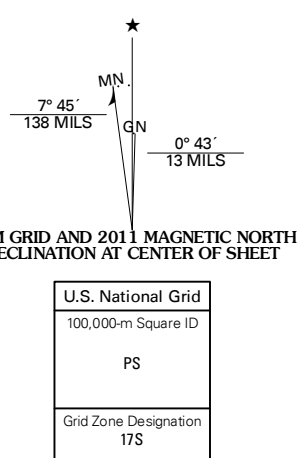 ★
MN
7° 45´
138 MILS
GN
0° 43´
13 MILS
M GRID AND 2011 MAGNETIC NORTH
ECLINATION AT CENTER OF SHEET
U.S. National Grid
100,000-m Square ID
PS
Grid Zone Designation
17S